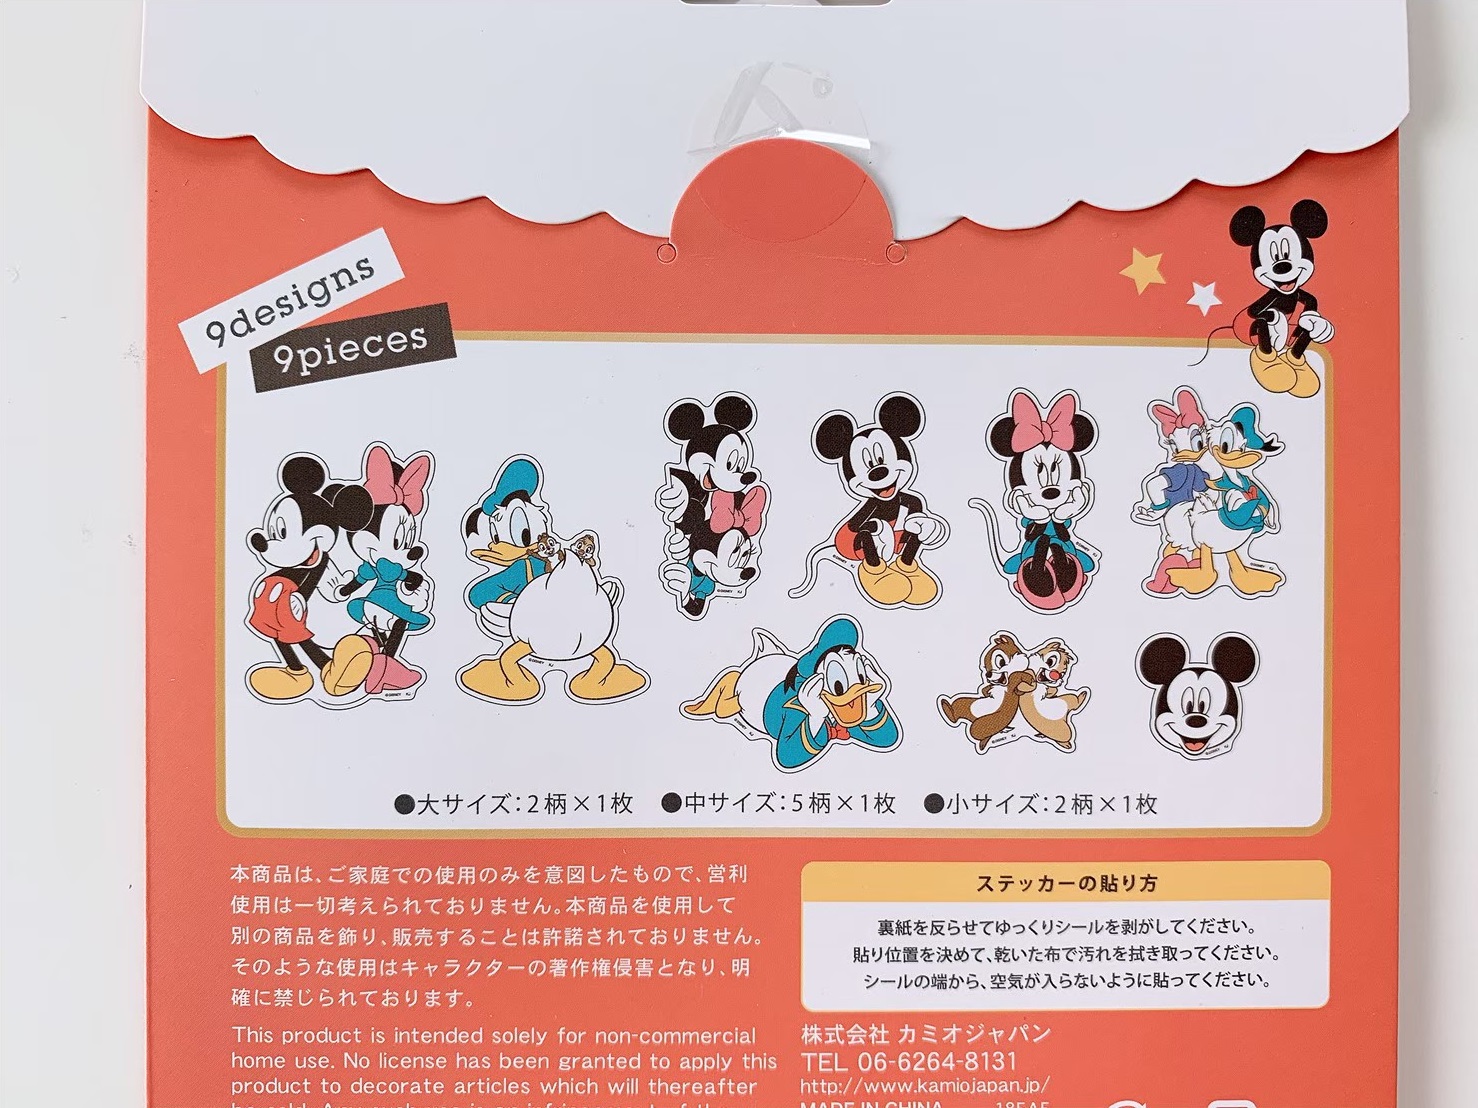 9designs
9pieces
●大サイズ：2柄×1枚 ●中サイズ：5柄×1枚 ●小サイズ：2柄×1枚
本商品は、ご家庭での使用のみを意図したもので、営利
使用は一切考えられておりません。本商品を使用して
別の商品を飾り、販売することは許諾されておりません。
そのような使用はキャラクターの著作権侵害となり、明
確に禁じられております。
This product is intended solely for non-commercial
home use. No license has been granted to apply this
product to decorate articles which will thereafter
ステッカーの貼り方
裏紙を反らせてゆっくりシールを剥がしてください。
貼り位置を決めて、乾いた布で汚れを拭き取ってください。
シールの端から、空気が入らないように貼ってください。
株式会社 カミオジャパン
TEL 06-6264-8131
http://www.kamiojapan.jp/
MADE IN CHINA